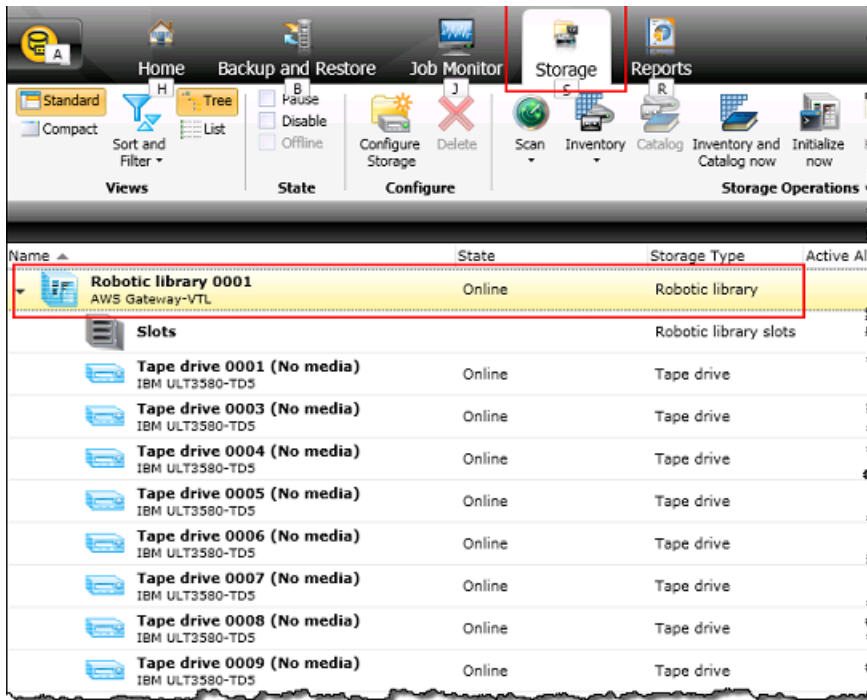 A
Home
Backup and Restore
Job Monitor
Storage
Reports
H
B
J
S
R
Standard
Compact
Sort and
Filter
Tree
List
Pause
Disable
Offline
Configure
Storage
Delete
Scan
Inventory
Catalog
Inventory and
Catalog now
Initialize
now
Views
State
Configure
Storage Operations
Name
State
Storage Type
Active Al
Robotic library 0001
AWS Gateway-VTL
Online
Robotic library
Slots
Robotic library slots
Tape drive 0001 (No media)
IBM ULT3580-TD5
Online
Tape drive
Tape drive 0003 (No media)
IBM ULT3580-TD5
Online
Tape drive
Tape drive 0004 (No media)
IBM ULT3580-TD5
Online
Tape drive
Tape drive 0005 (No media)
IBM ULT3580-TD5
Online
Tape drive
Tape drive 0006 (No media)
IBM ULT3580-TD5
Online
Tape drive
Tape drive 0007 (No media)
IBM ULT3580-TD5
Online
Tape drive
Tape drive 0008 (No media)
IBM ULT3580-TD5
Online
Tape drive
Tape drive 0009 (No media)
IBM ULT3580-TD5
Online
Tape drive